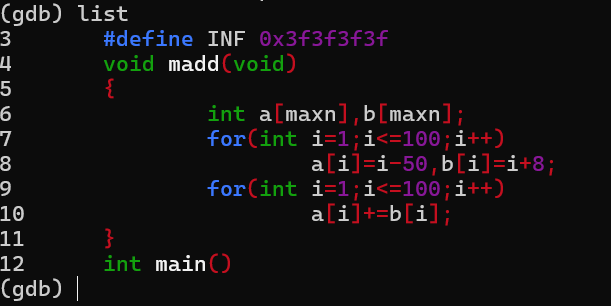 (gdb) list
3 #define INF 0x3f3f3f3f
4 void madd(void)
5 {
6 int a[maxn],b[maxn];
7 for(int i=1;i<=100;i++)
8 a[i]=i-50,b[i]=i+8;
9 for(int i=1;i<=100;i++)
10 a[i]+=b[i];
11 }
12 int main()
(gdb)